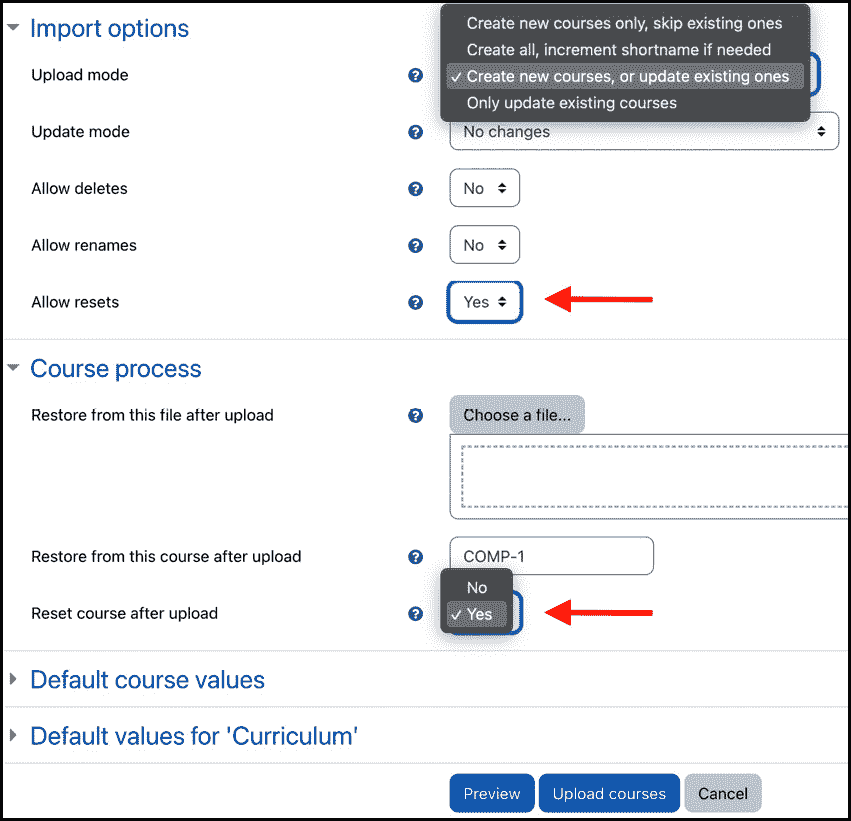 Import options
Create new courses only, skip existing ones
Create all, increment shortname if needed
✓ Create new courses, or update existing ones
Only update existing courses
Upload mode ?
Update mode ? No changes
Allow deletes ? No
Allow renames ? No
Allow resets ? Yes
Course process
Restore from this file after upload ? Choose a file...
Restore from this course after upload ? COMP-1
No
Reset course after upload ? ✓ Yes
Default course values
Default values for 'Curriculum'
Preview Upload courses Cancel